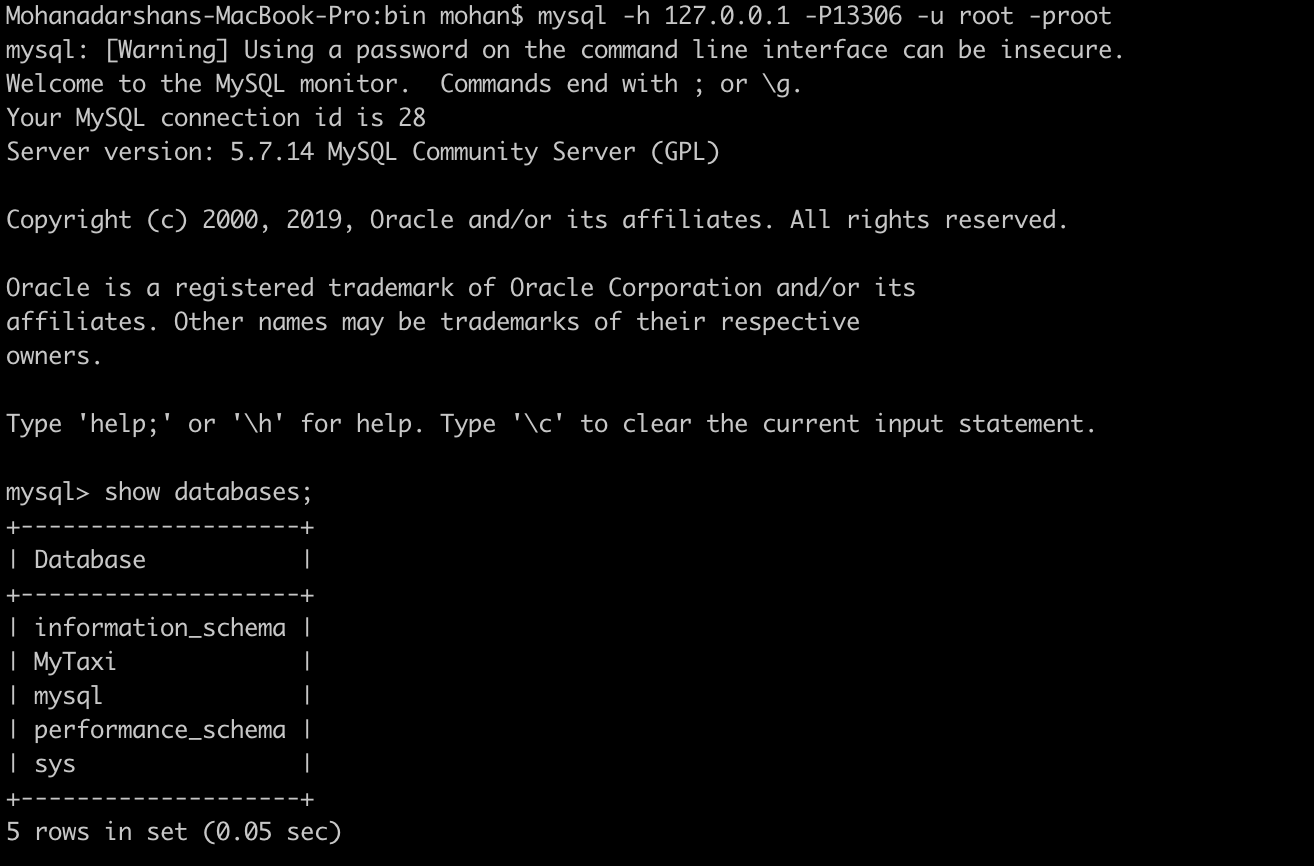 Mohanadarshans-MacBook-Pro:bin mohan$ mysql -h 127.0.0.1 -P13306 -u root -proot
mysql: [Warning] Using a password on the command line interface can be insecure.
Welcome to the MySQL monitor.  Commands end with ; or \g.
Your MySQL connection id is 28
Server version: 5.7.14 MySQL Community Server (GPL)

Copyright (c) 2000, 2019, Oracle and/or its affiliates. All rights reserved.

Oracle is a registered trademark of Oracle Corporation and/or its
affiliates. Other names may be trademarks of their respective
owners.

Type 'help;' or '\h' for help. Type '\c' to clear the current input statement.

mysql> show databases;
+--------------------+
| Database           |
+--------------------+
| information_schema |
| MyTaxi             |
| mysql              |
| performance_schema |
| sys                |
+--------------------+
5 rows in set (0.05 sec)